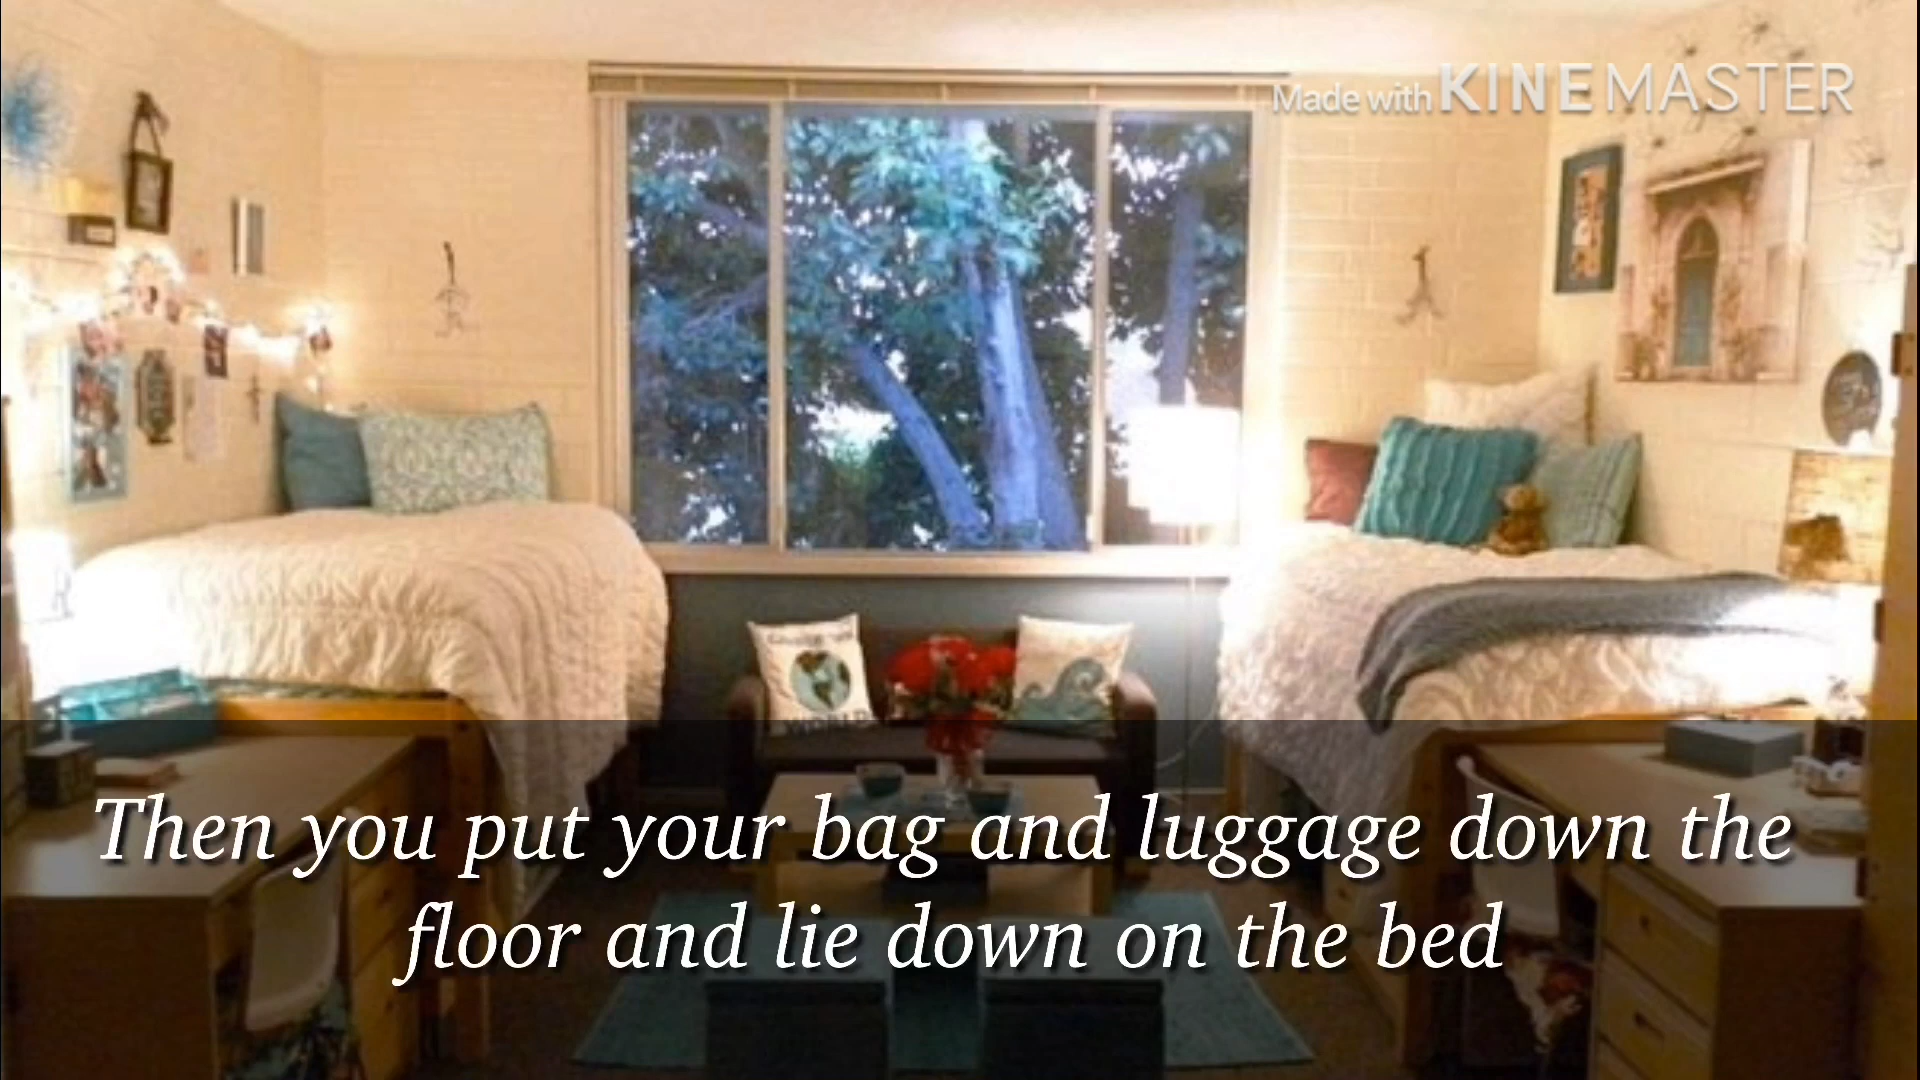 Made with KINEMASTER
Then you put your bag and luggage down the
floor and lie down on the bed